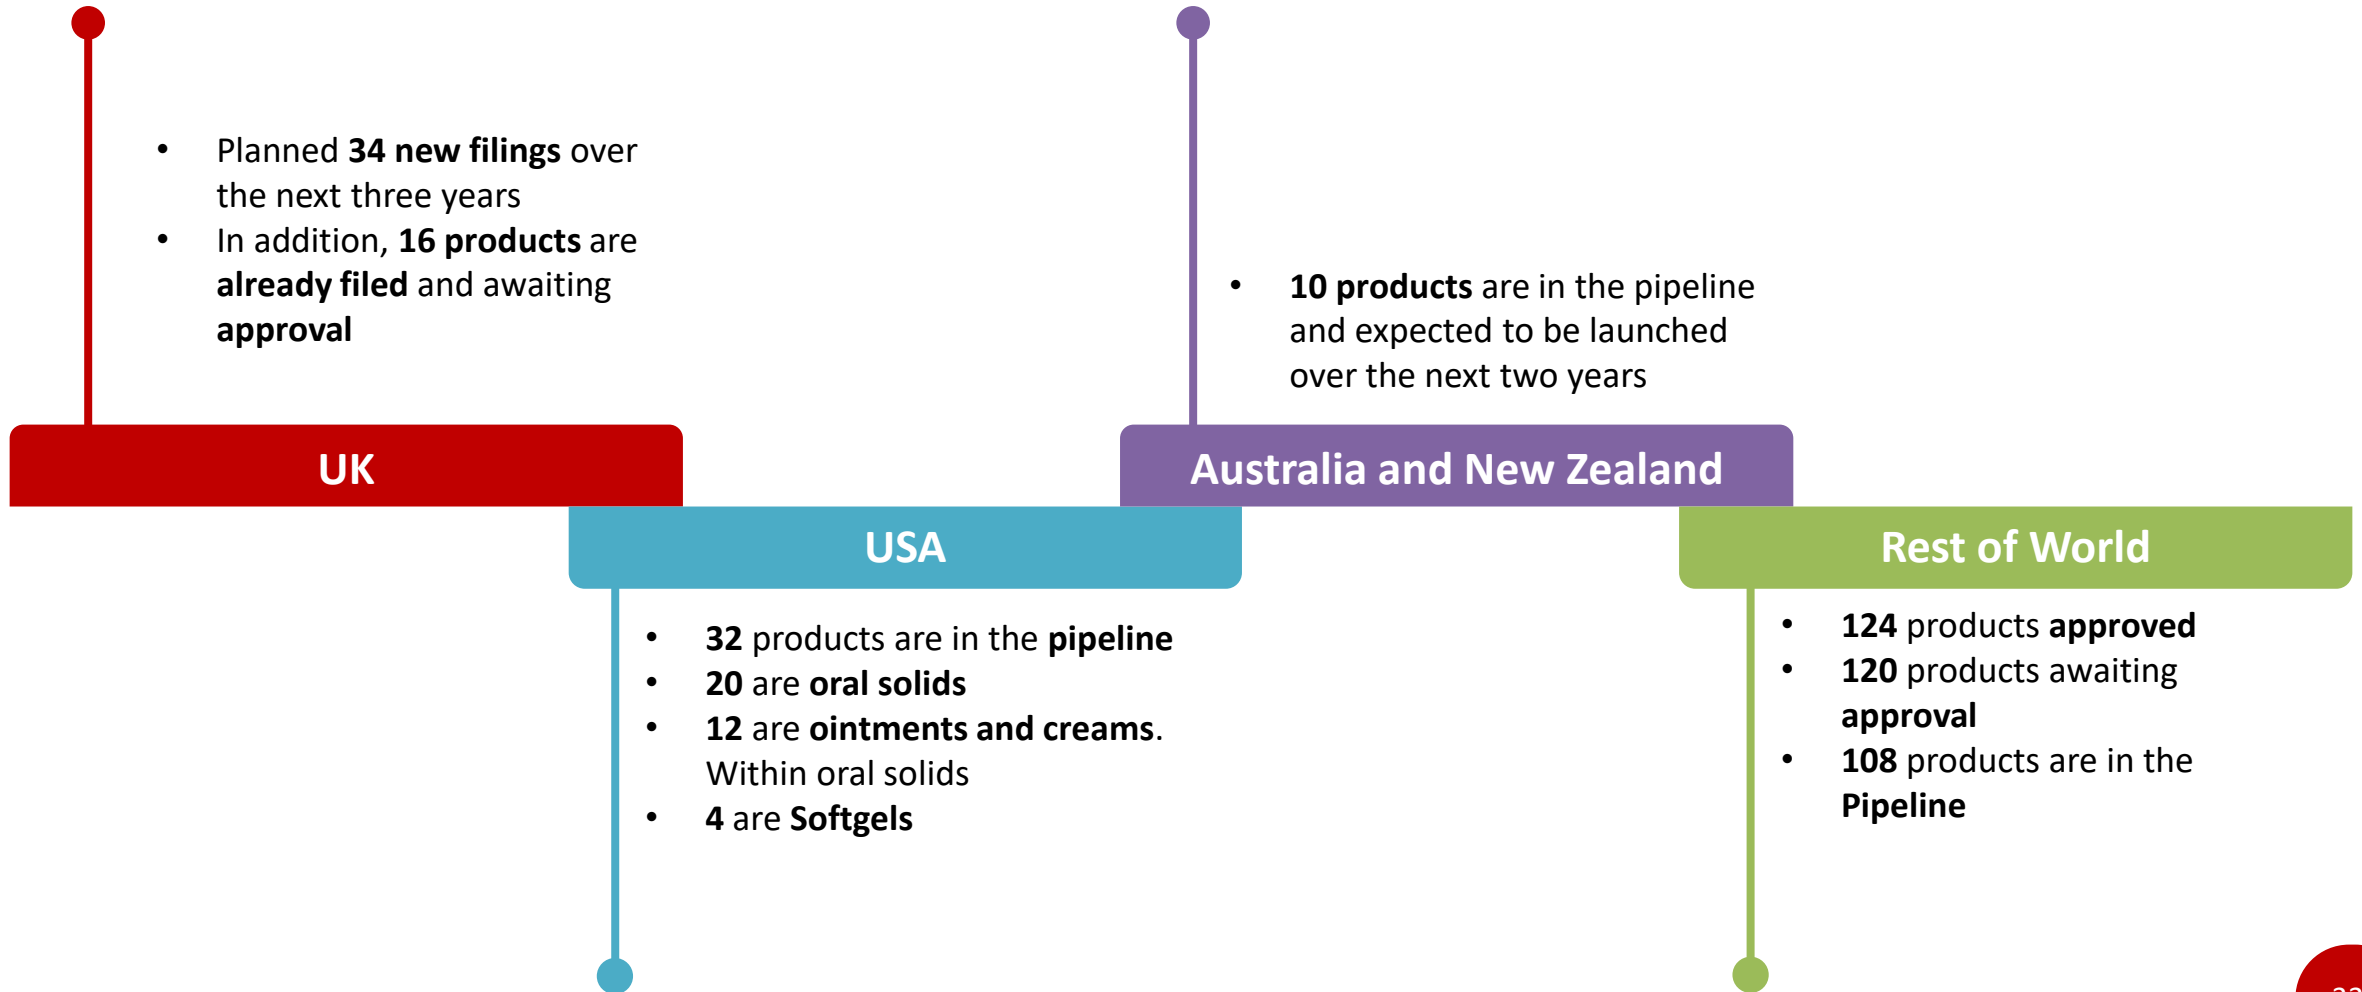 • Planned 34 new filings over
the next three years
• In addition, 16 products are
already filed and awaiting
approval
UK
• 10 products are in the pipeline
and expected to be launched
over the next two years
Australia and New Zealand
USA
• 32 products are in the pipeline
• 20 are oral solids
• 12 are ointments and creams.
Within oral solids
• 4 are Softgels
Rest of World
• 124 products approved
• 120 products awaiting
approval
• 108 products are in the
Pipeline